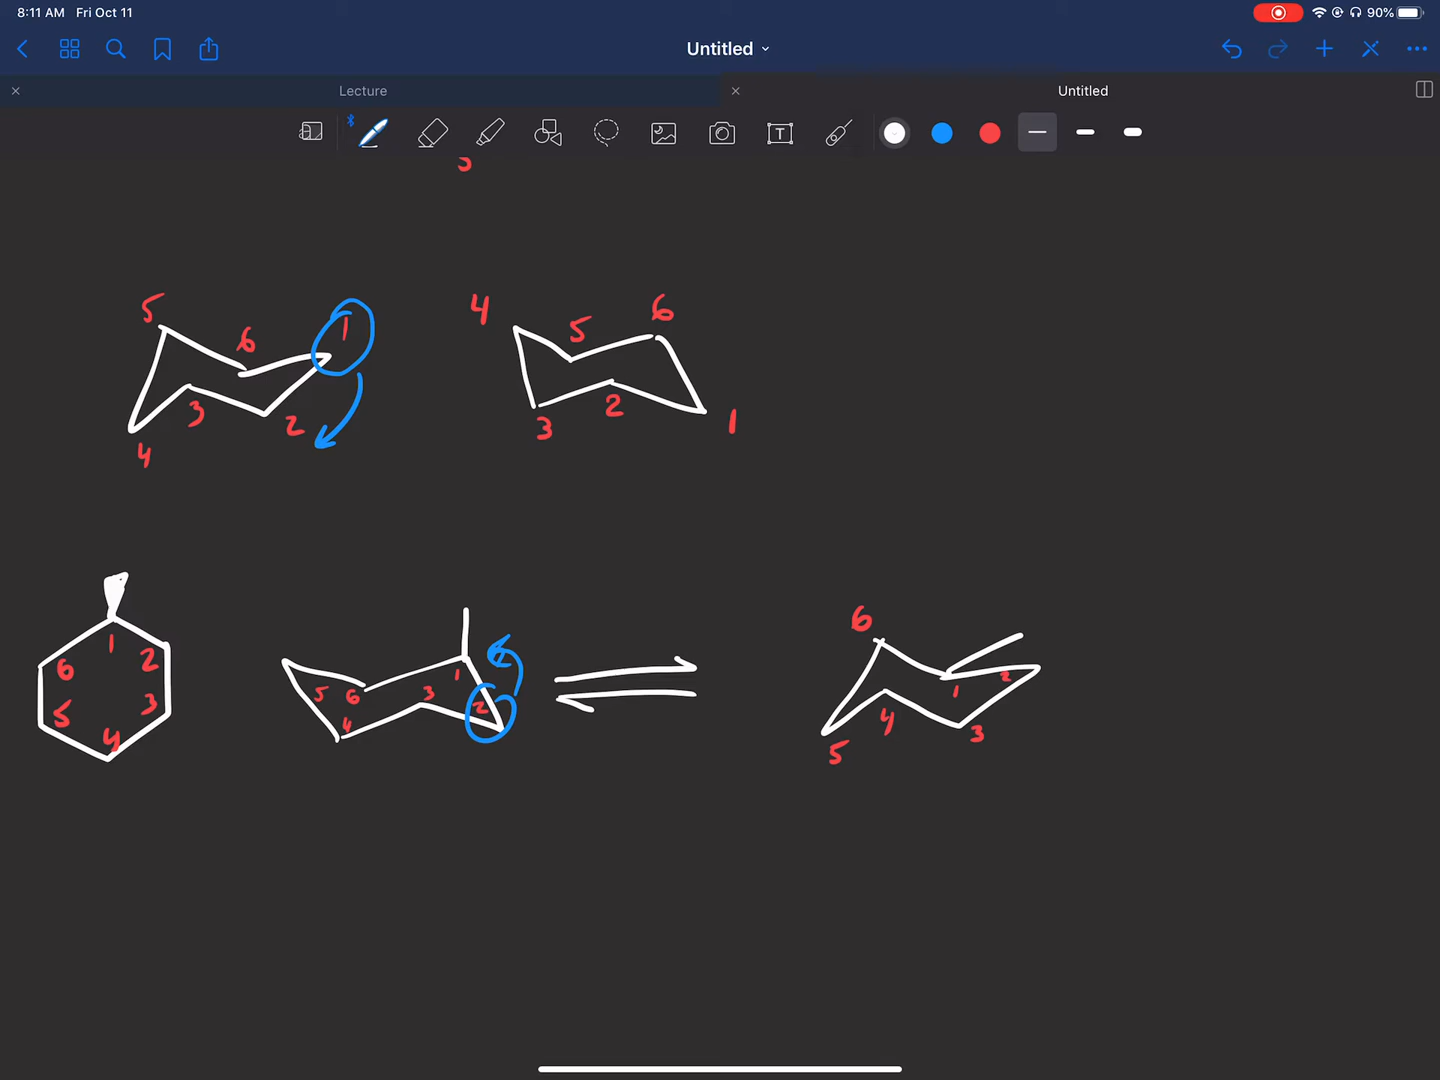 8:11 AM Fri Oct 11
90%
Untitled
Lecture
Untitled
T
5 6 1
3 2
4
4 5 6
3 2 1
1
6 2
5 3
4
1
5 6 3 2
4
6
1 2
4 3
5